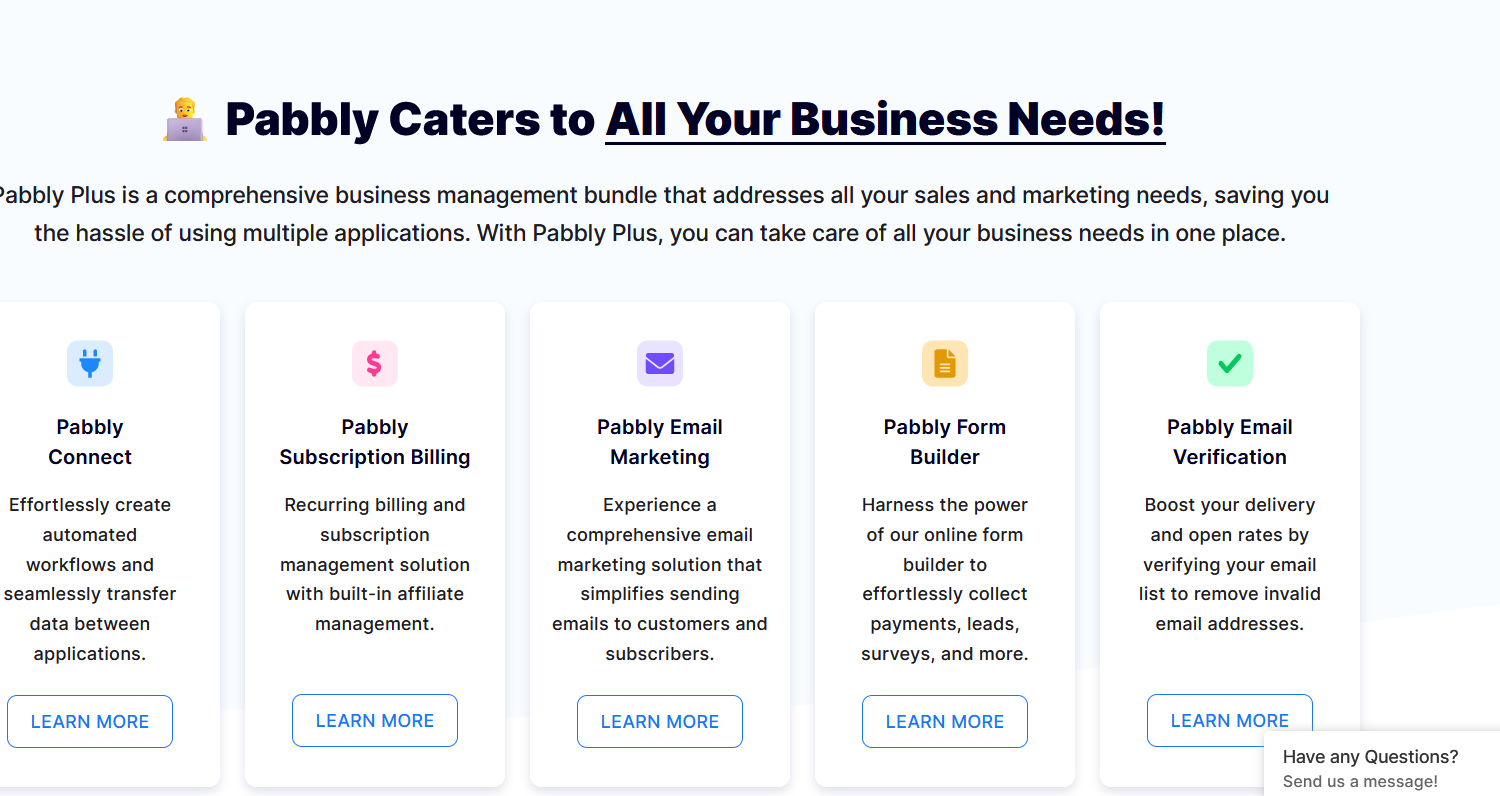 Pabbly Caters to All Your Business Needs!
Pabbly Plus is a comprehensive business management bundle that addresses all your sales and marketing needs, saving you
the hassle of using multiple applications. With Pabbly Plus, you can take care of all your business needs in one place.
Pabbly
Connect
Effortlessly create
automated
workflows and
seamlessly transfer
data between
applications.
LEARN MORE
Pabbly
Subscription Billing
Recurring billing and
subscription
management solution
with built-in affiliate
management.
LEARN MORE
Pabbly Email
Marketing
Experience a
comprehensive email
marketing solution that
simplifies sending
emails to customers and
subscribers.
LEARN MORE
Pabbly Form
Builder
Harness the power
of our online form
builder to
effortlessly collect
payments, leads,
surveys, and more.
LEARN MORE
Pabbly Email
Verification
Boost your delivery
and open rates by
verifying your email
list to remove invalid
email addresses.
LEARN MORE
Have any Questions?
Send us a message!